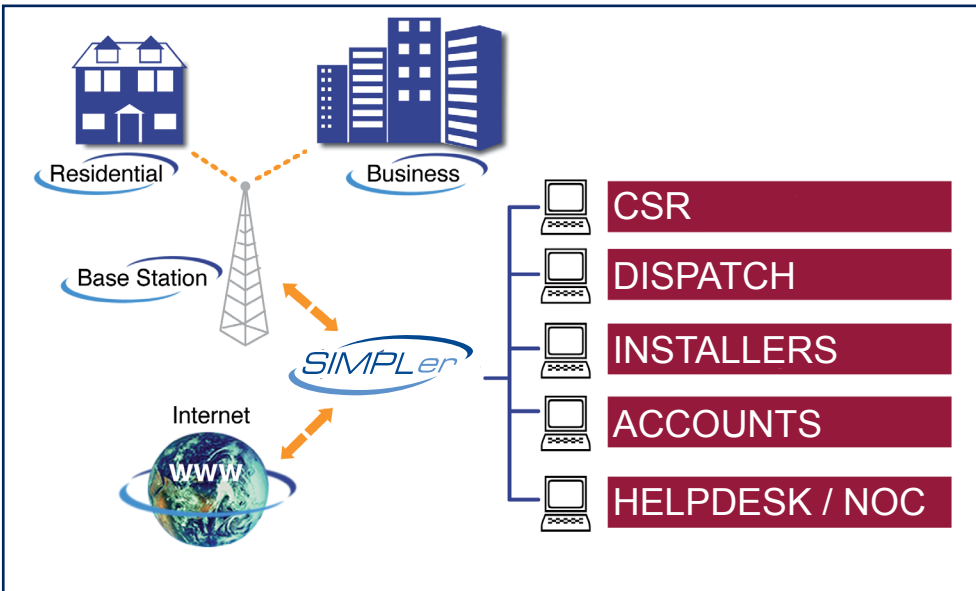 Residential
Business
Base Station
SIMPLer
Internet
WWW
CSR
DISPATCH
INSTALLERS
ACCOUNTS
HELPDESK / NOC